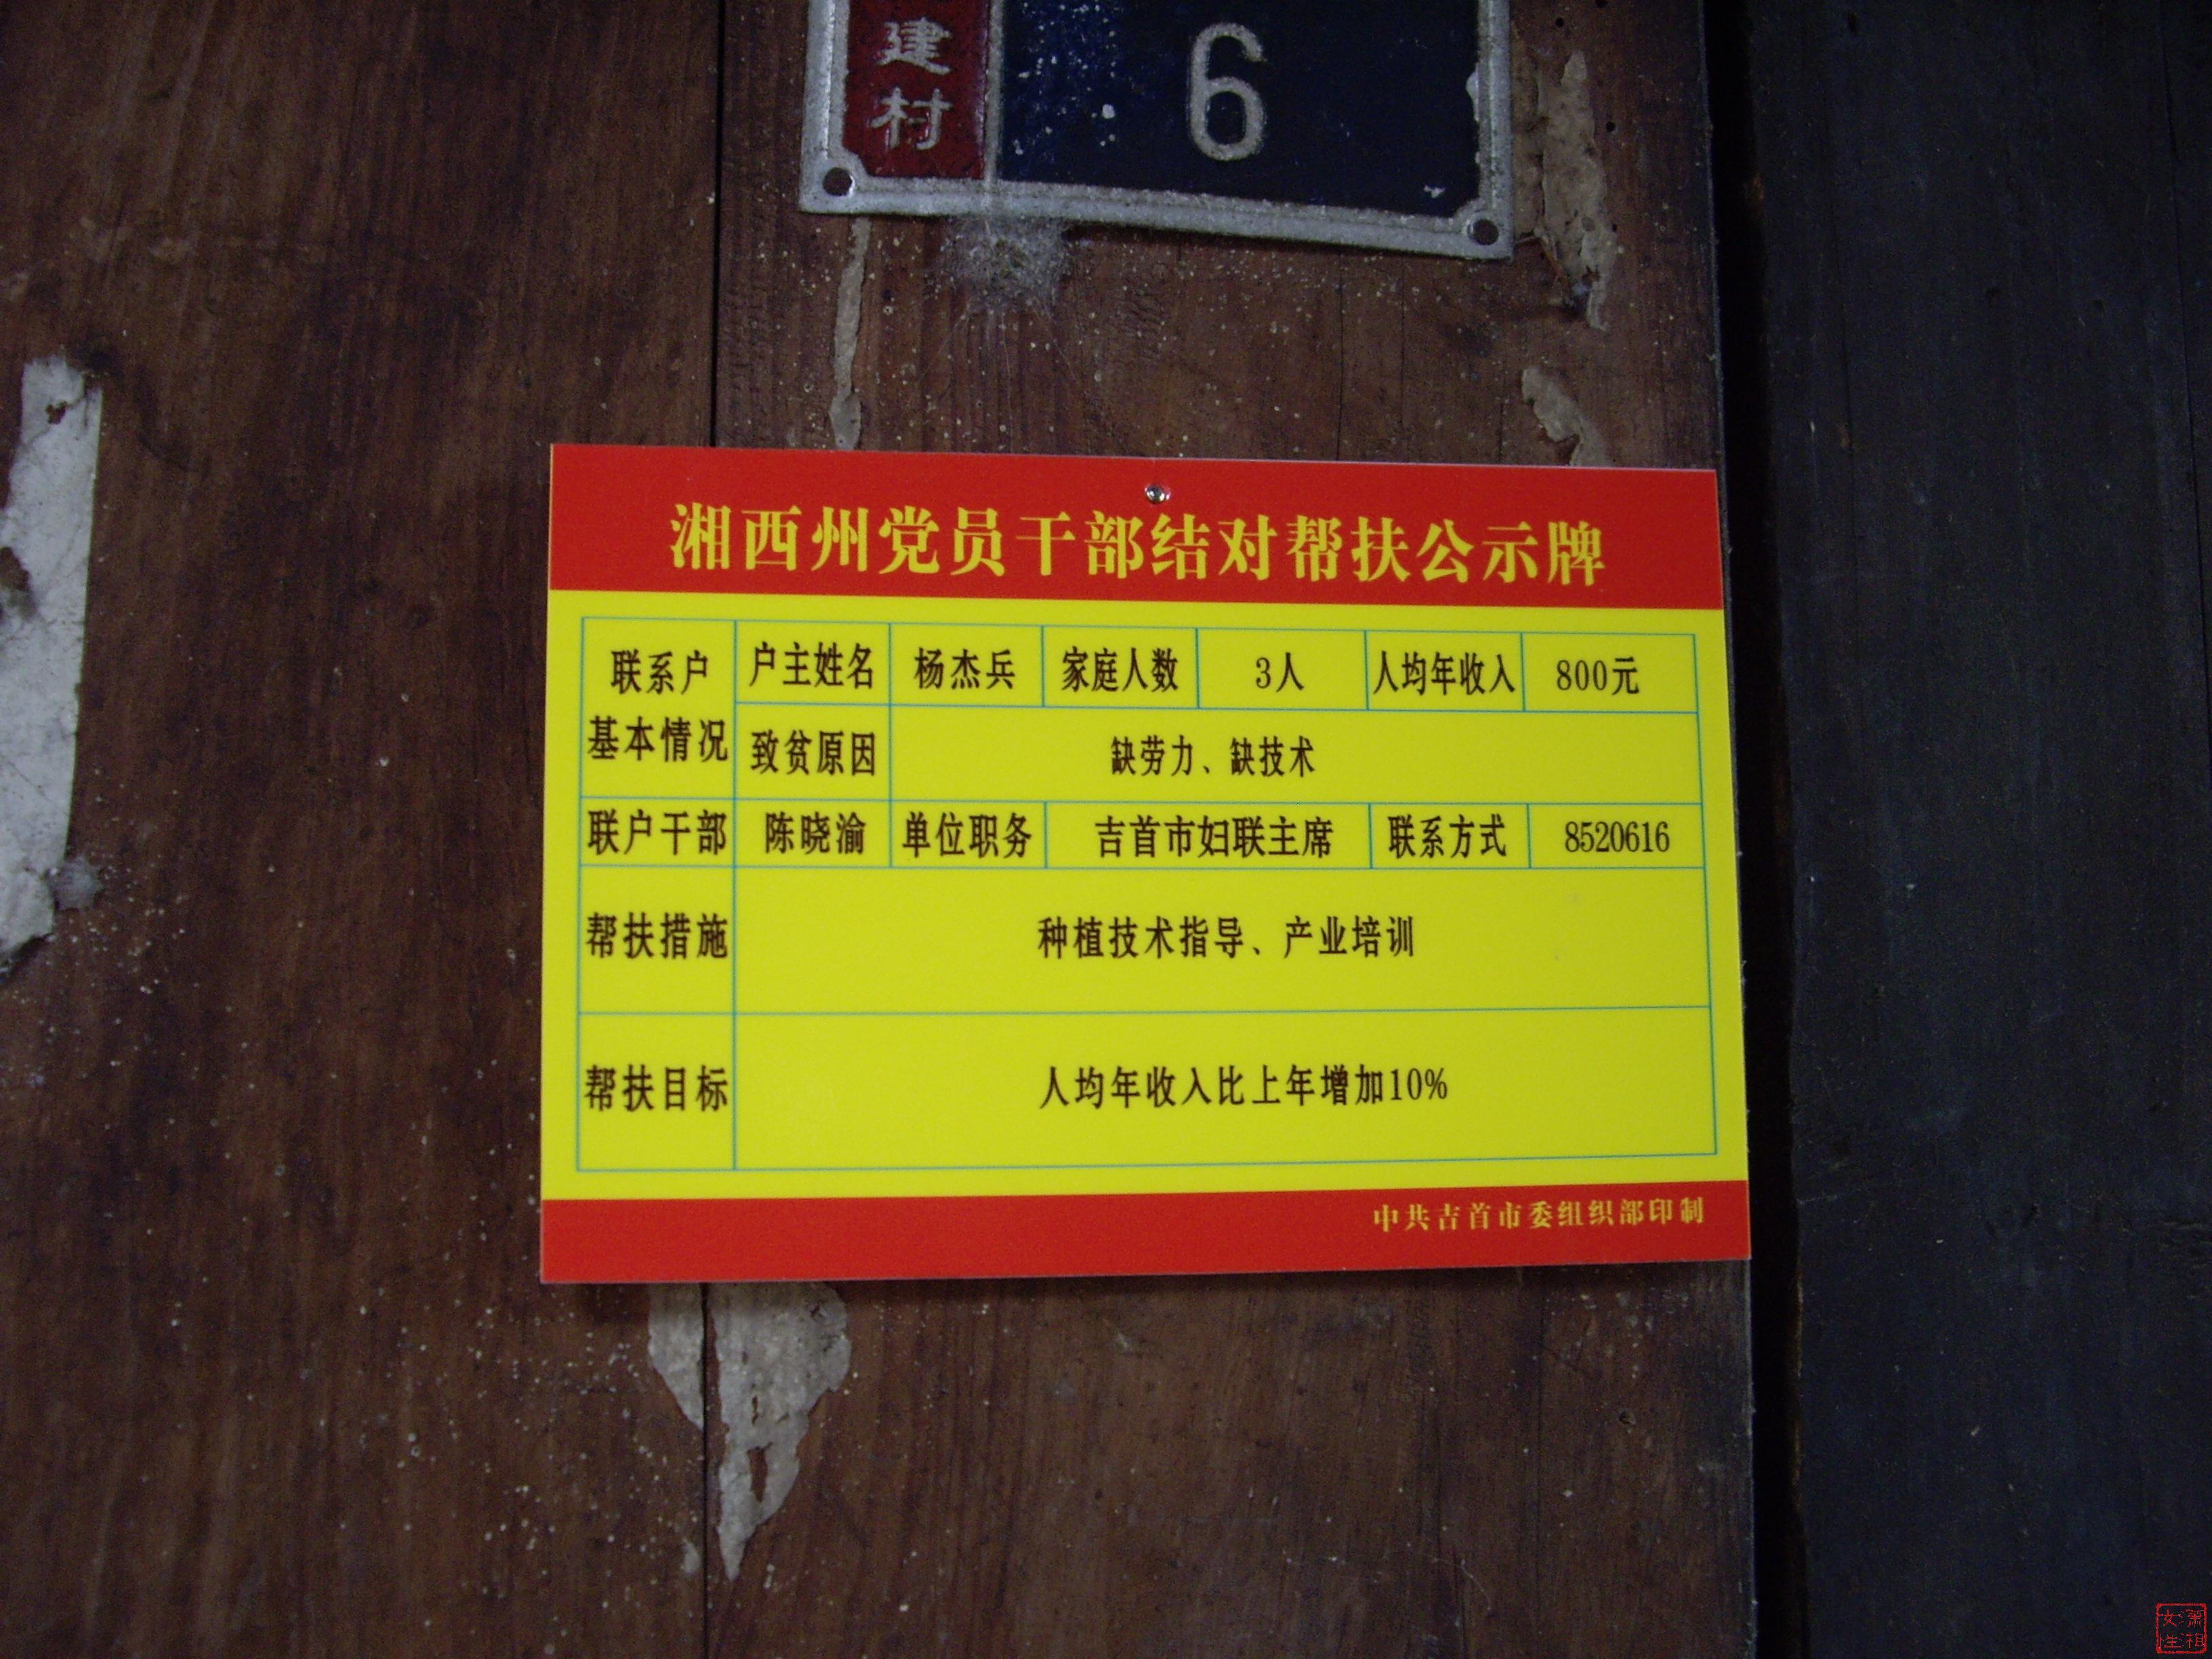 建村
6
湘西州党员干部结对帮扶公示牌
联系户基本情况 户主姓名 杨杰兵 家庭人数 3人 人均年收入 800元
致贫原因 缺劳力、缺技术
联户干部 陈晓渝 单位职务 吉首市妇联主席 联系方式 8520616
帮扶措施 种植技术指导、产业培训
帮扶目标 人均年收入比上年增加10%
中共吉首市委组织部印制
潇湘
女性